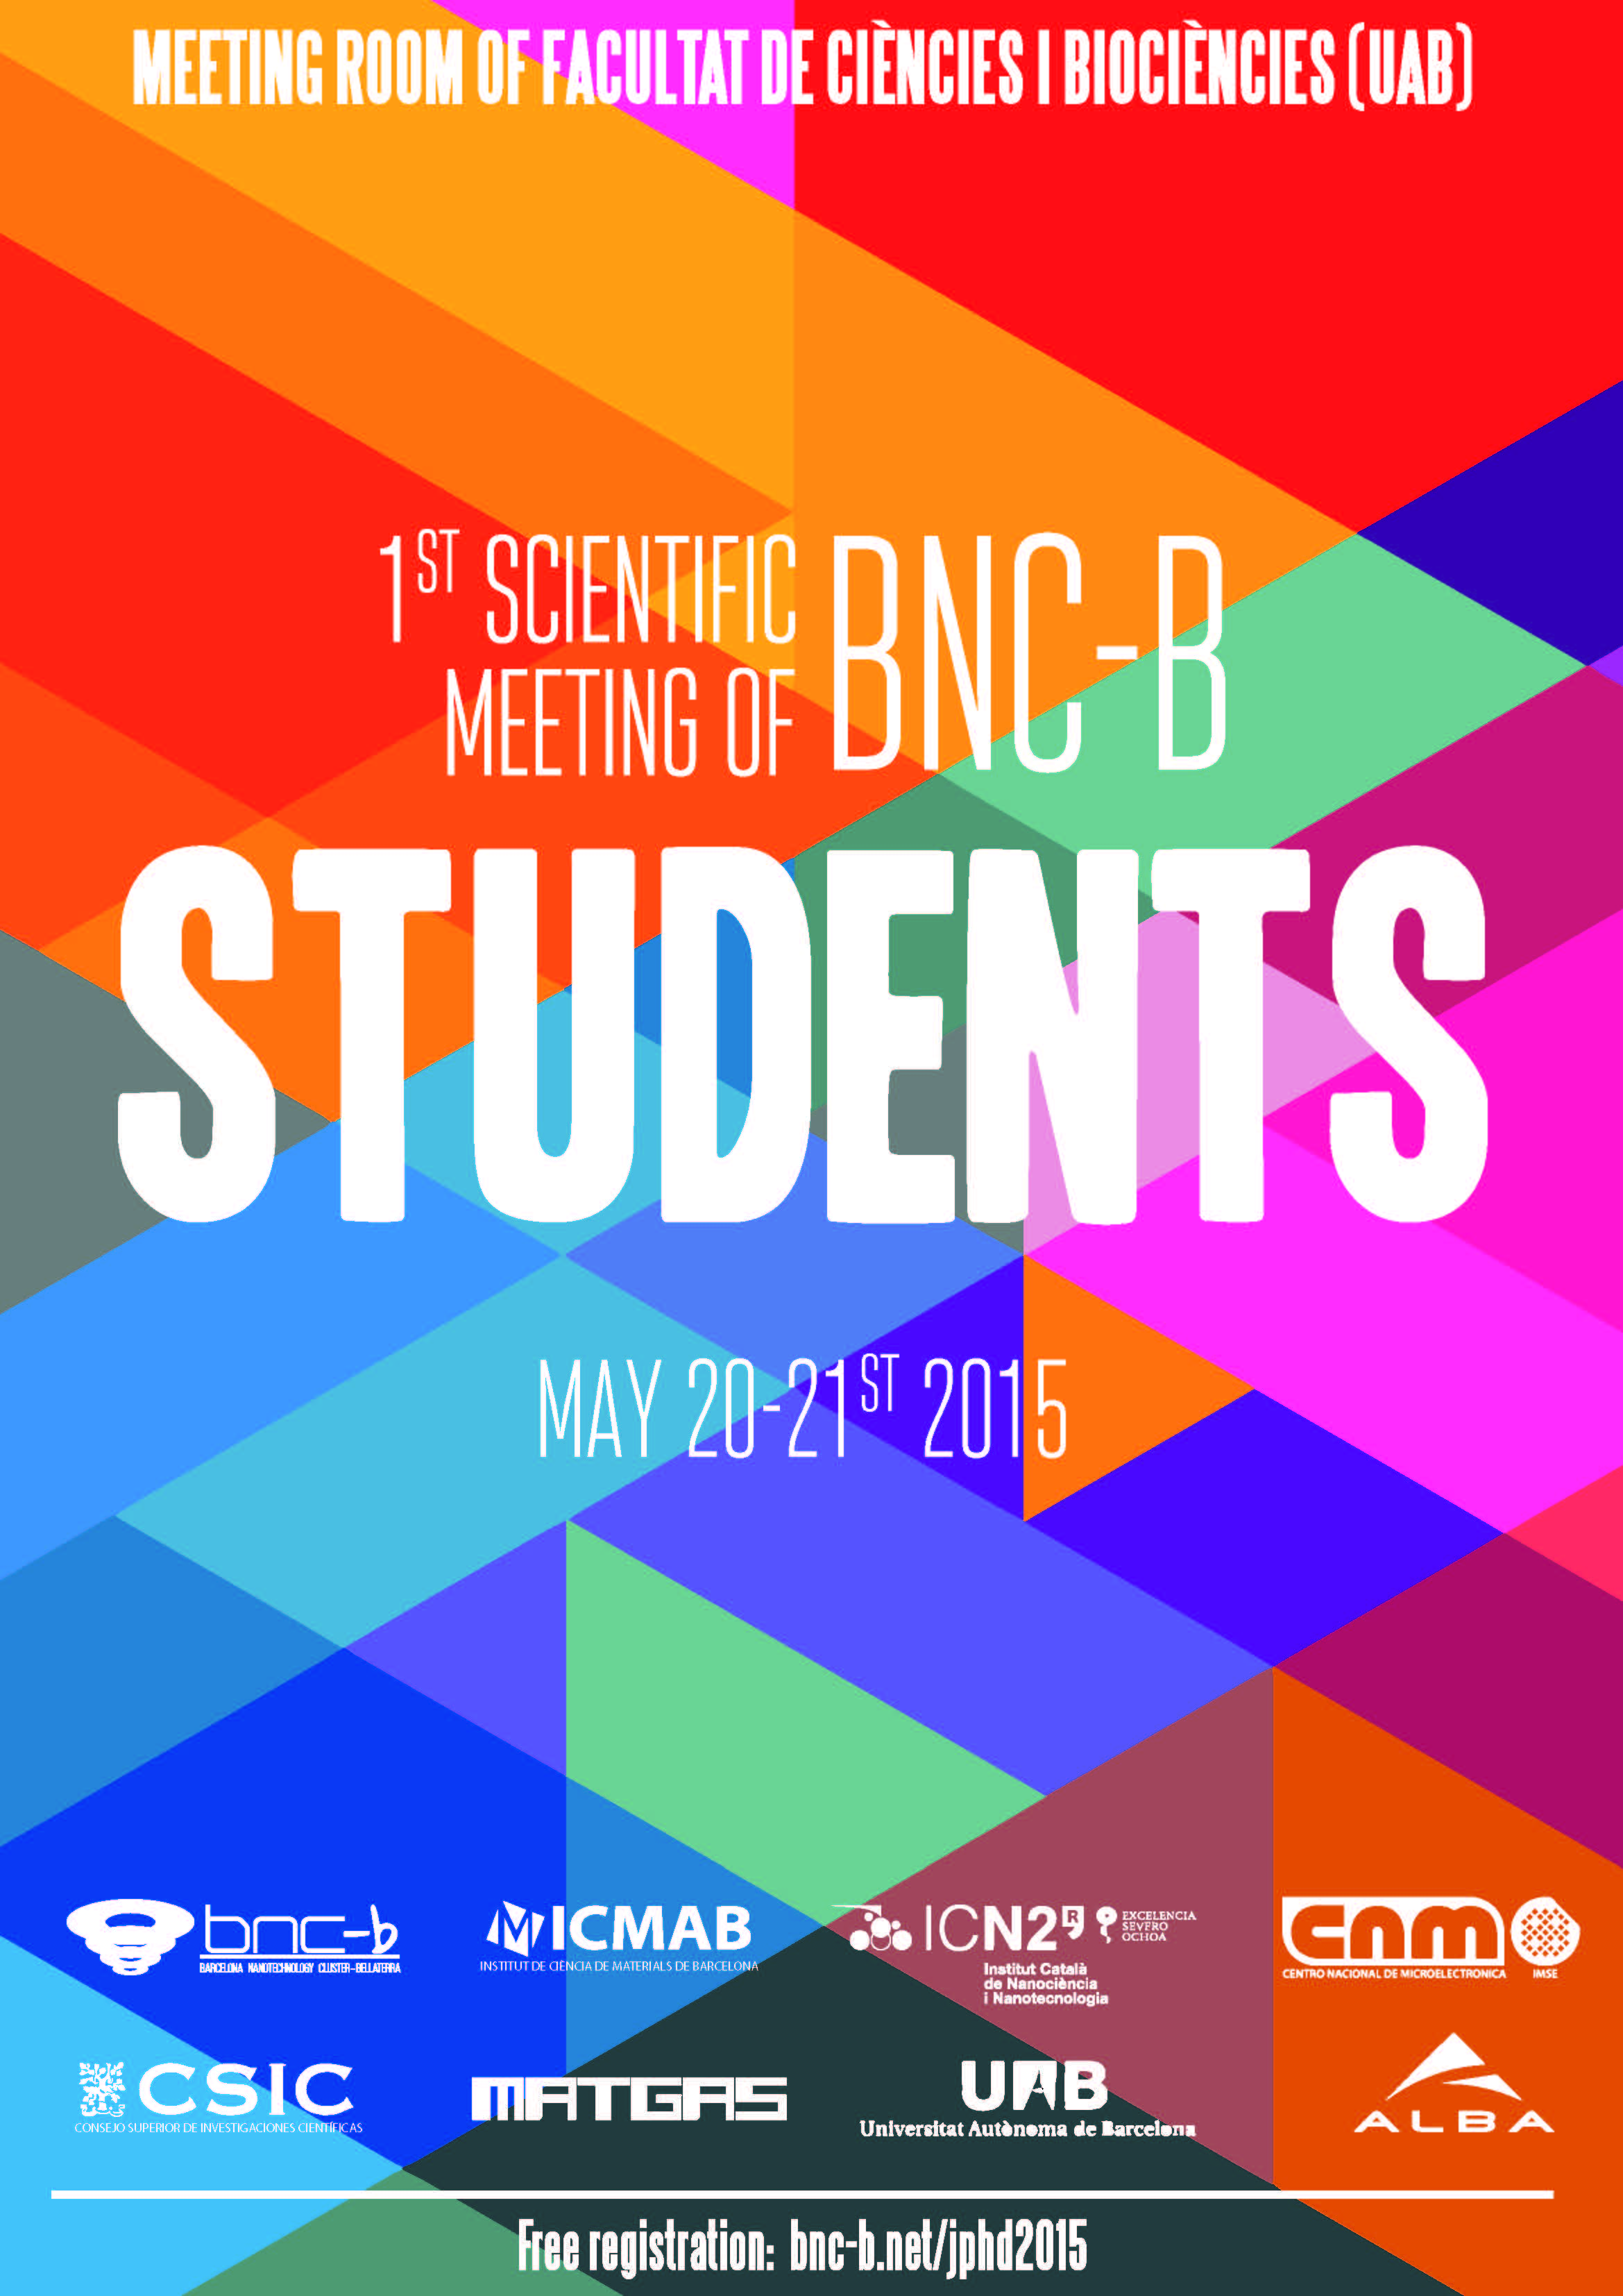 MEETING ROOM OF FACULTAT DE CIÈNCIES I BIOCIÈNCIES (UAB)
1ST SCIENTIFIC
MEETING OF
BNC-B
STUDENTS
MAY 20-21ST 2015
bnc-b
BARCELONA NANOTECHNOLOGY CLUSTER-BELLATERRA
ICMAB
INSTITUT DE CIÈNCIA DE MATERIALS DE BARCELONA
ICN2R
EXCELENCIA
SEVERO
OCHOA
Institut Català
de Nanociència
i Nanotecnologia
cnm
CENTRO NACIONAL DE MICROELECTRONICA
IMSE
CSIC
CONSEJO SUPERIOR DE INVESTIGACIONES CIENTÍFICAS
MATGAS
UAB
Universitat Autònoma de Barcelona
ALBA
Free registration: bnc-b.net/jphd2015